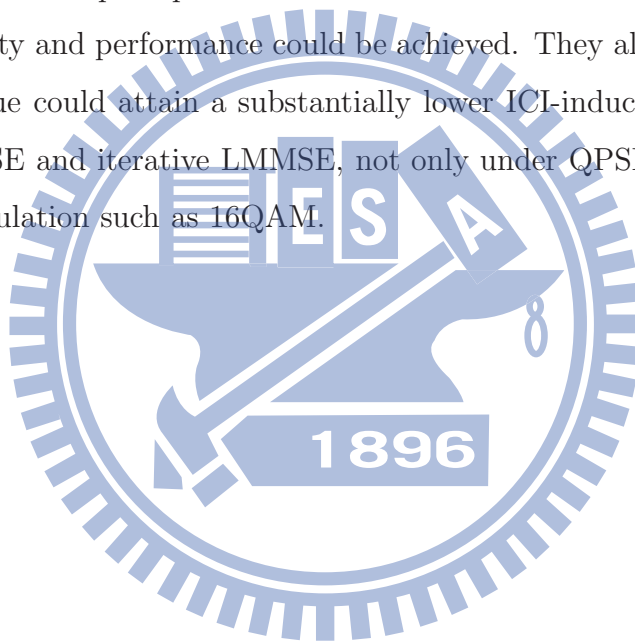 ty and performance could be achieved. They al
ue could attain a substantially lower ICI-induc
SE and iterative LMMSE, not only under QPS
ulation such as 16QAM.
E S A
1896